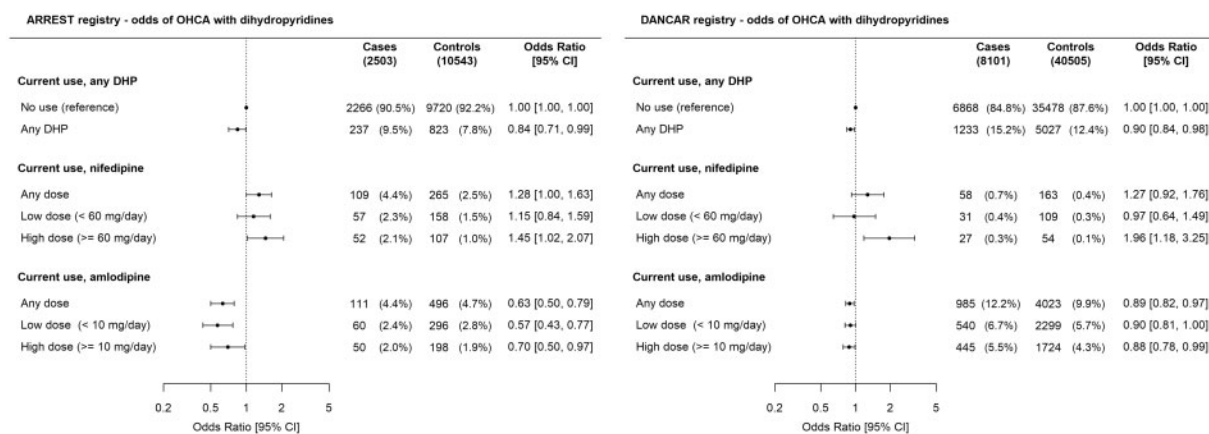 ARREST registry - odds of OHCA with dihydropyridines
Cases Controls Odds Ratio
(2503) (10543) [95% CI]
Current use, any DHP
No use (reference) 2266 (90.5%) 9720 (92.2%) 1.00 [1.00, 1.00]
Any DHP 237 (9.5%) 823 (7.8%) 0.84 [0.71, 0.99]
Current use, nifedipine
Any dose 109 (4.4%) 265 (2.5%) 1.28 [1.00, 1.63]
Low dose (< 60 mg/day) 57 (2.3%) 158 (1.5%) 1.15 [0.84, 1.59]
High dose (>= 60 mg/day) 52 (2.1%) 107 (1.0%) 1.45 [1.02, 2.07]
Current use, amlodipine
Any dose 111 (4.4%) 496 (4.7%) 0.63 [0.50, 0.79]
Low dose (< 10 mg/day) 60 (2.4%) 296 (2.8%) 0.57 [0.43, 0.77]
High dose (>= 10 mg/day) 50 (2.0%) 198 (1.9%) 0.70 [0.50, 0.97]
0.2 0.5 1 2 5
Odds Ratio [95% CI]
DANCAR registry - odds of OHCA with dihydropyridines
Cases Controls Odds Ratio
(8101) (40505) [95% CI]
Current use, any DHP
No use (reference) 6868 (84.8%) 35478 (87.6%) 1.00 [1.00, 1.00]
Any DHP 1233 (15.2%) 5027 (12.4%) 0.90 [0.84, 0.98]
Current use, nifedipine
Any dose 58 (0.7%) 163 (0.4%) 1.27 [0.92, 1.76]
Low dose (< 60 mg/day) 31 (0.4%) 109 (0.3%) 0.97 [0.64, 1.49]
High dose (>= 60 mg/day) 27 (0.3%) 54 (0.1%) 1.96 [1.18, 3.25]
Current use, amlodipine
Any dose 985 (12.2%) 4023 (9.9%) 0.89 [0.82, 0.97]
Low dose (< 10 mg/day) 540 (6.7%) 2299 (5.7%) 0.90 [0.81, 1.00]
High dose (>= 10 mg/day) 445 (5.5%) 1724 (4.3%) 0.88 [0.78, 0.99]
0.2 0.5 1 2 5
Odds Ratio [95% CI]